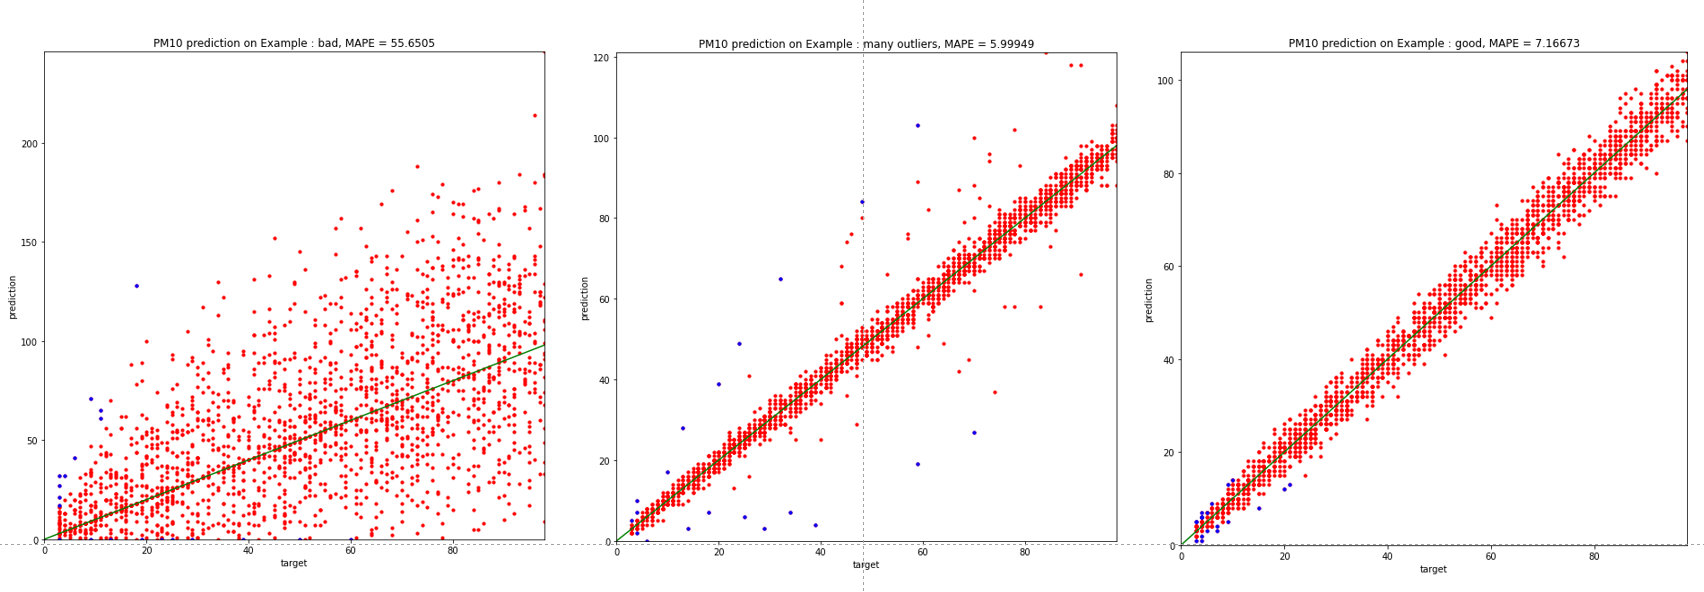 PM10 prediction on Example : bad, MAPE = 55.6505
200
150
100
50
0
prediction
0 20 40 60 80
target
PM10 prediction on Example : many outliers, MAPE = 5.99949
120
100
80
60
40
20
0
prediction
0 20 40 60 80
target
PM10 prediction on Example : good, MAPE = 7.16673
100
80
60
40
20
0
prediction
0 20 40 60 80
target